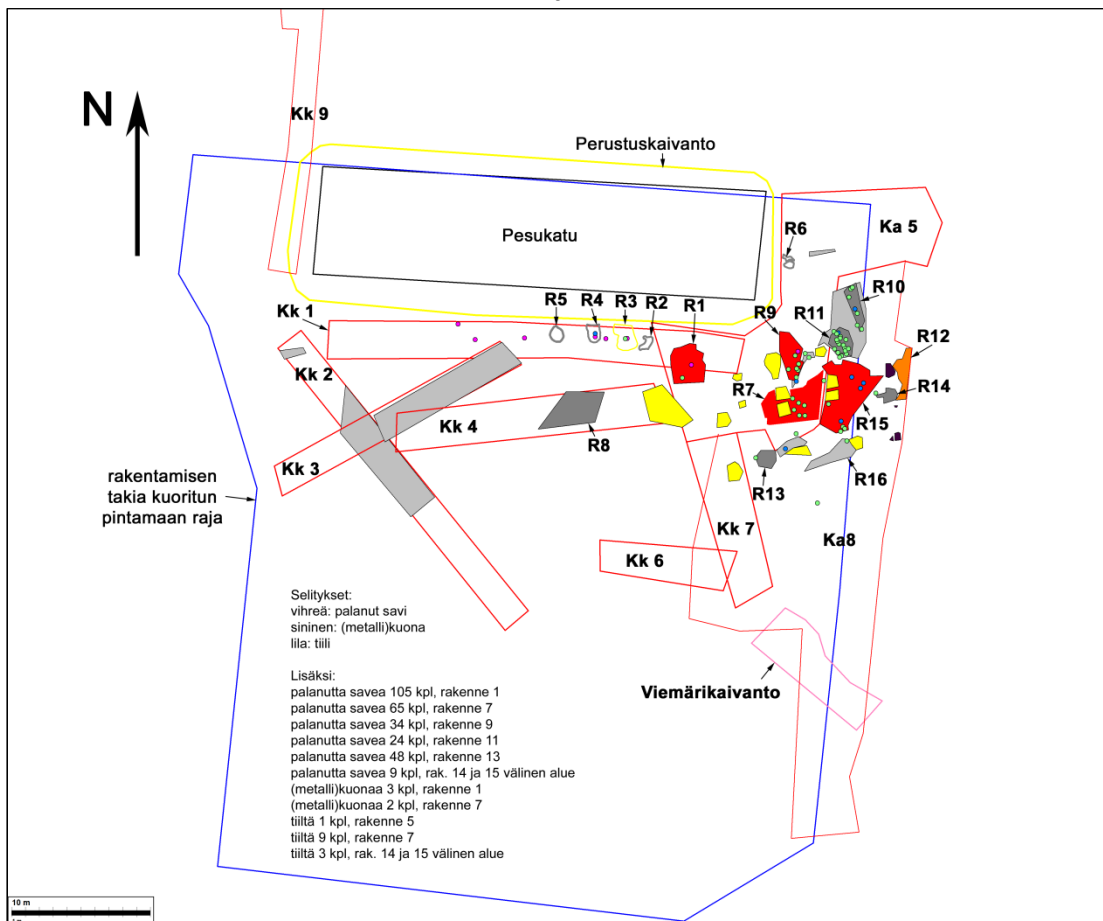 Kk 9
N
Perustuskaivanto
Pesukatu
Ka 5
R6
R10
Kk 1
R5
R4
R3
R2
R1
R9
R11
R12
Kk 2
R7
R14
Kk 4
R15
R8
Kk 3
R13
R16
rakentamisen
takia kuoritun
pintamaan raja
Kk 7
Ka8
Kk 6
Selitykset:
vihreä: palanut savi
sininen: (metalli)kuona
lila: tiili
Lisäksi:
palanutta savea 105 kpl, rakenne 1
palanutta savea 65 kpl, rakenne 7
palanutta savea 34 kpl, rakenne 9
palanutta savea 24 kpl, rakenne 11
palanutta savea 48 kpl, rakenne 13
palanutta savea 9 kpl, rak. 14 ja 15 välinen alue
(metalli)kuonaa 3 kpl, rakenne 1
(metalli)kuonaa 2 kpl, rakenne 7
tiiltä 1 kpl, rakenne 5
tiiltä 9 kpl, rakenne 7
tiiltä 3 kpl, rak. 14 ja 15 välinen alue
Viemärikaivanto
10 m